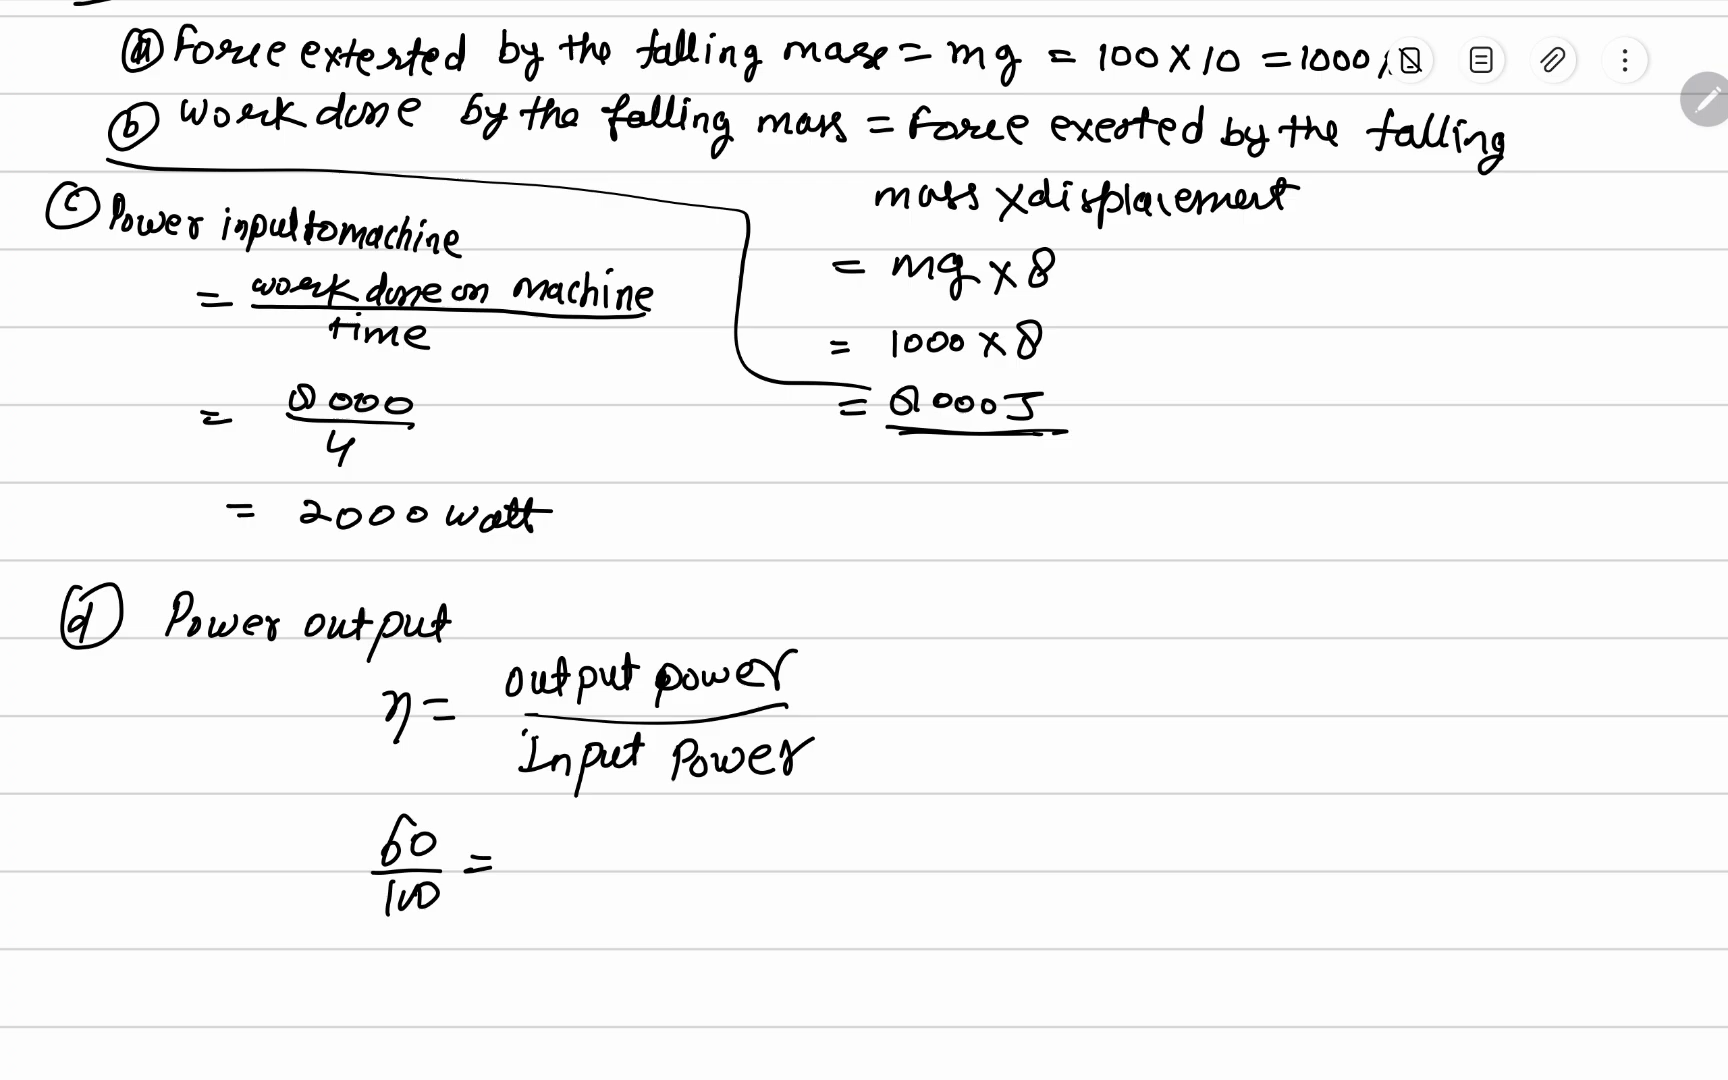 (a) Force exterted by the falling mass = mg = 100 X 10 = 1000
(b) work done by the falling mass = Force exerted by the falling
mass X displacement
= mg X 8
= 1000 X 8
= 8000J
(c) Power input to machine
= work done on machine
time
= 8000
4
= 2000 watt
(d) Power output
η = output power
Input Power
60
100 =